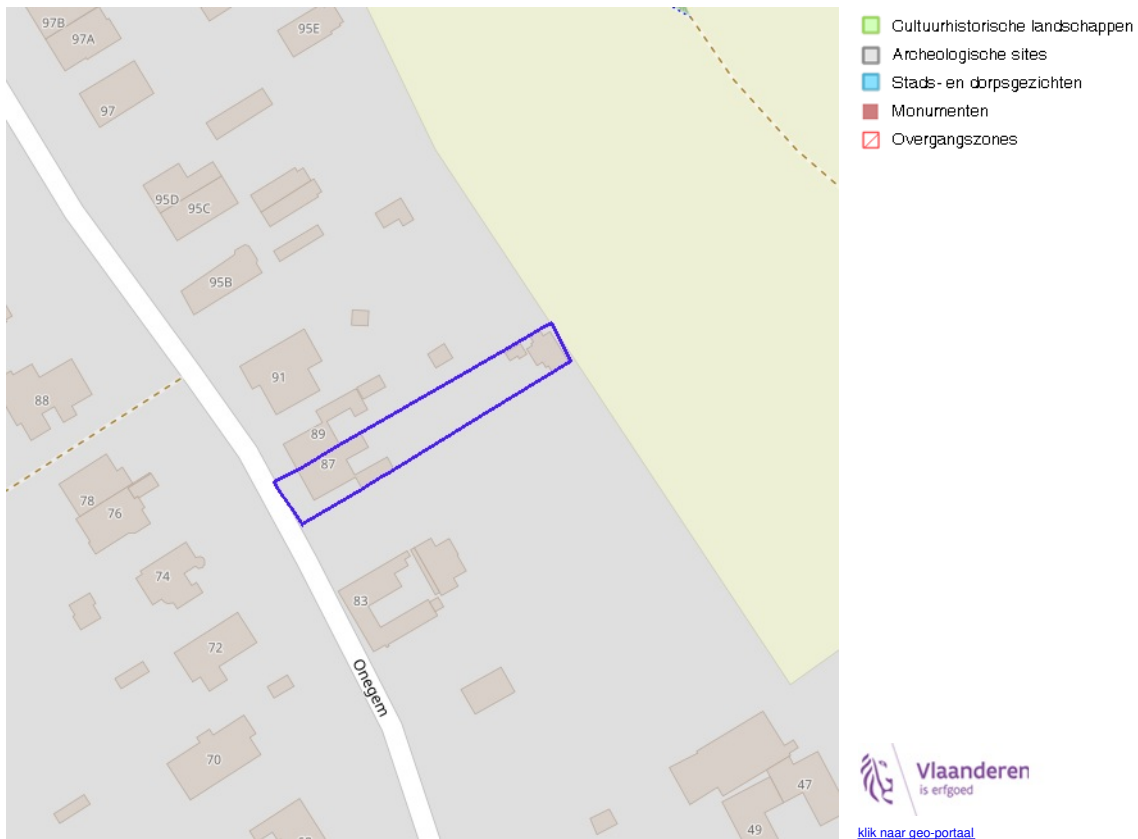 97B
97A
95E
97
95D
95C
95B
91
88
89
87
78
76
74
83
72
Onegem
70
47
49
Cultuurhistorische landschappen
Archeologische sites
Stads- en dorpsgezichten
Monumenten
Overgangszones
Vlaanderen
is erfgoed
klik naar geo-portaal